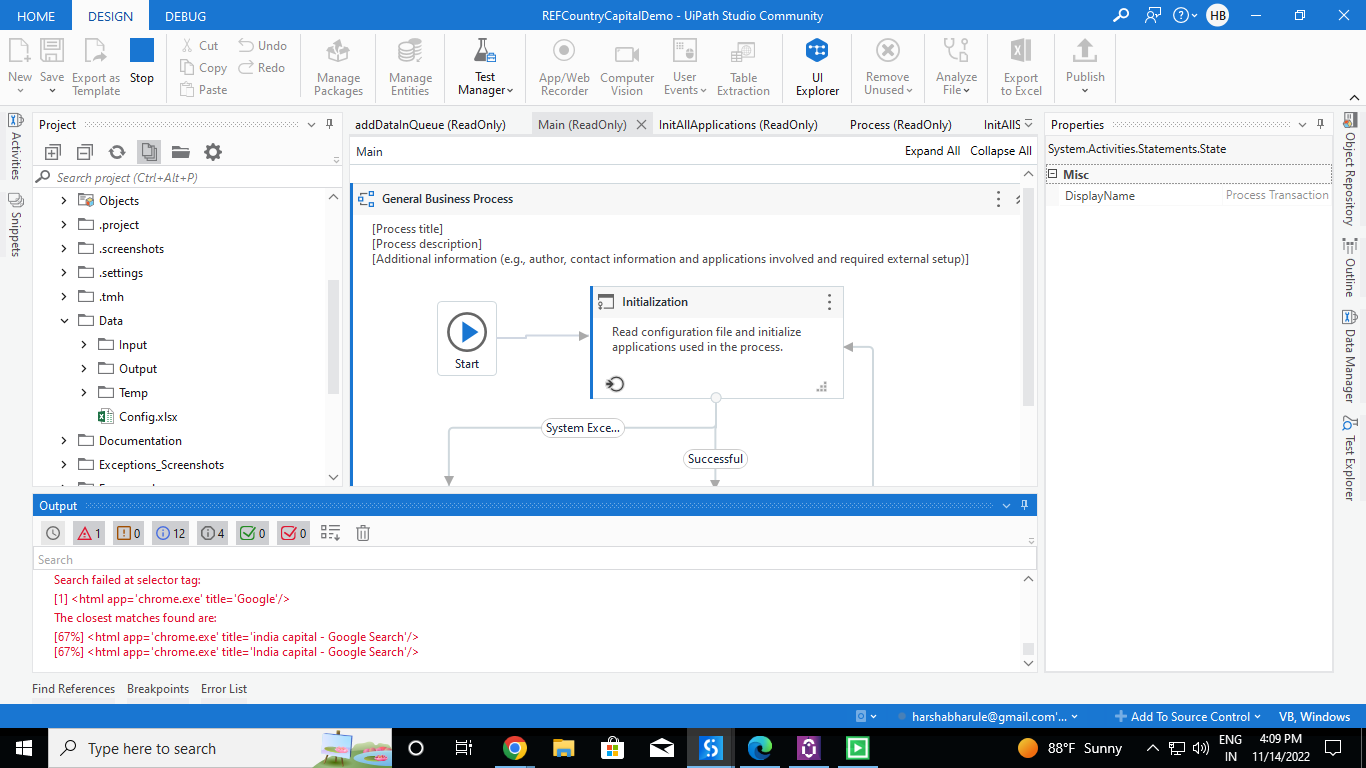 HOME DESIGN DEBUG REFCountryCapitalDemo - UiPath Studio Community HB
New Save Export as Template Stop Cut Copy Paste Undo Redo Manage Packages Manage Entities Test Manager App/Web Recorder Computer Vision User Events Table Extraction UI Explorer Remove Unused Analyze File Export to Excel Publish
Activities
Snippets
Project
Search project (Ctrl+Alt+P)
Objects
.project
.screenshots
.settings
.tmh
Data
Input
Output
Temp
Config.xlsx
Documentation
Exceptions_Screenshots
addDataInQueue (ReadOnly) Main (ReadOnly) InitAllApplications (ReadOnly) Process (ReadOnly) InitAllS
Main Expand All Collapse All
General Business Process
[Process title]
[Process description]
[Additional information (e.g., author, contact information and applications involved and required external setup)]
Start
Initialization
Read configuration file and initialize
applications used in the process.
System Exce...
Successful
Properties
System.Activities.Statements.State
Misc
DisplayName Process Transaction
Object Repository
Outline
Data Manager
Test Explorer
Output
1 0 12 4 0 0
Search
Search failed at selector tag:
[1] <html app='chrome.exe' title='Google'/>
The closest matches found are:
[67%] <html app='chrome.exe' title='india capital - Google Search'/>
[67%] <html app='chrome.exe' title='India capital - Google Search'/>
Find References Breakpoints Error List
harshabharule@gmail.com'... Add To Source Control VB, Windows
Type here to search 88°F Sunny ENG IN 4:09 PM 11/14/2022